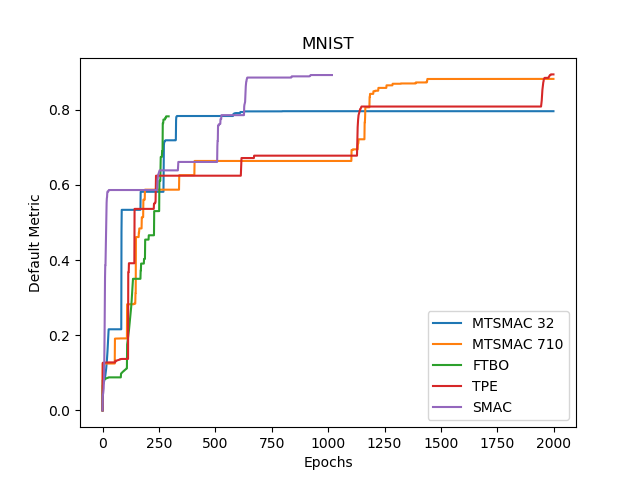 MNIST
Default Metric
0.8
0.6
0.4
0.2
0.0
MTSMAC 32
MTSMAC 710
FTBO
TPE
SMAC
0 250 500 750 1000 1250 1500 1750 2000
Epochs